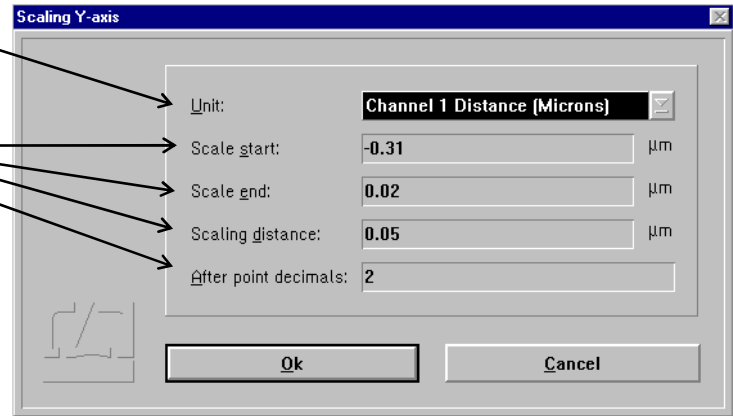 Scaling Y-axis
Unit: Channel 1 Distance (Microns)
Scale start: -0.31 µm
Scale end: 0.02 µm
Scaling distance: 0.05 µm
After point decimals: 2
Ok Cancel